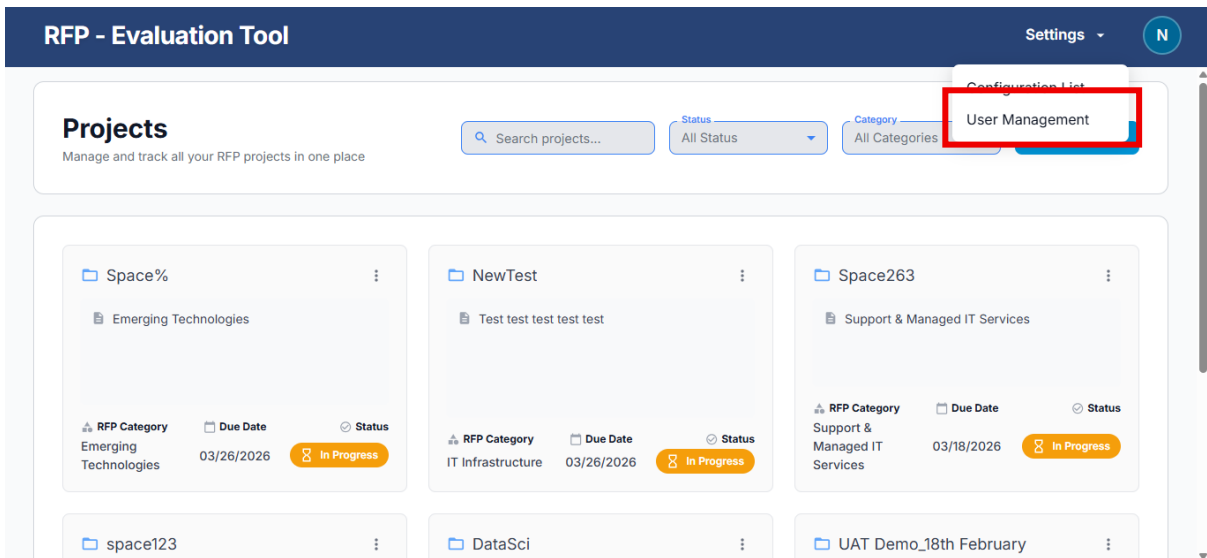 RFP - Evaluation Tool
Settings
N
Configuration List
User Management
Projects
Manage and track all your RFP projects in one place
Search projects...
Status
All Status
Category
All Categories
Space%
Emerging Technologies
RFP Category
Due Date
Status
Emerging
Technologies
03/26/2026
In Progress
NewTest
Test test test test test
RFP Category
Due Date
Status
IT Infrastructure
03/26/2026
In Progress
Space263
Support & Managed IT Services
RFP Category
Due Date
Status
Support &
Managed IT
Services
03/18/2026
In Progress
space123
DataSci
UAT Demo_18th February